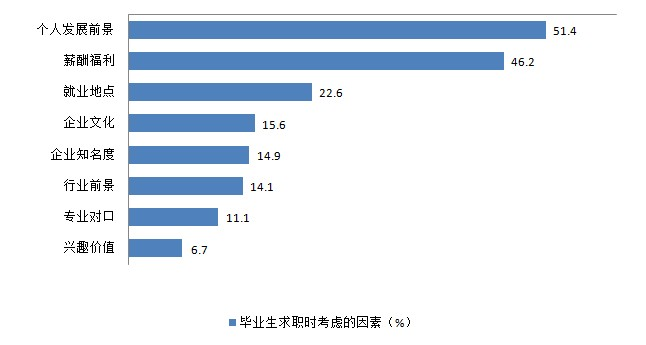 个人发展前景 51.4
薪酬福利 46.2
就业地点 22.6
企业文化 15.6
企业知名度 14.9
行业前景 14.1
专业对口 11.1
兴趣价值 6.7
毕业生求职时考虑的因素（%）